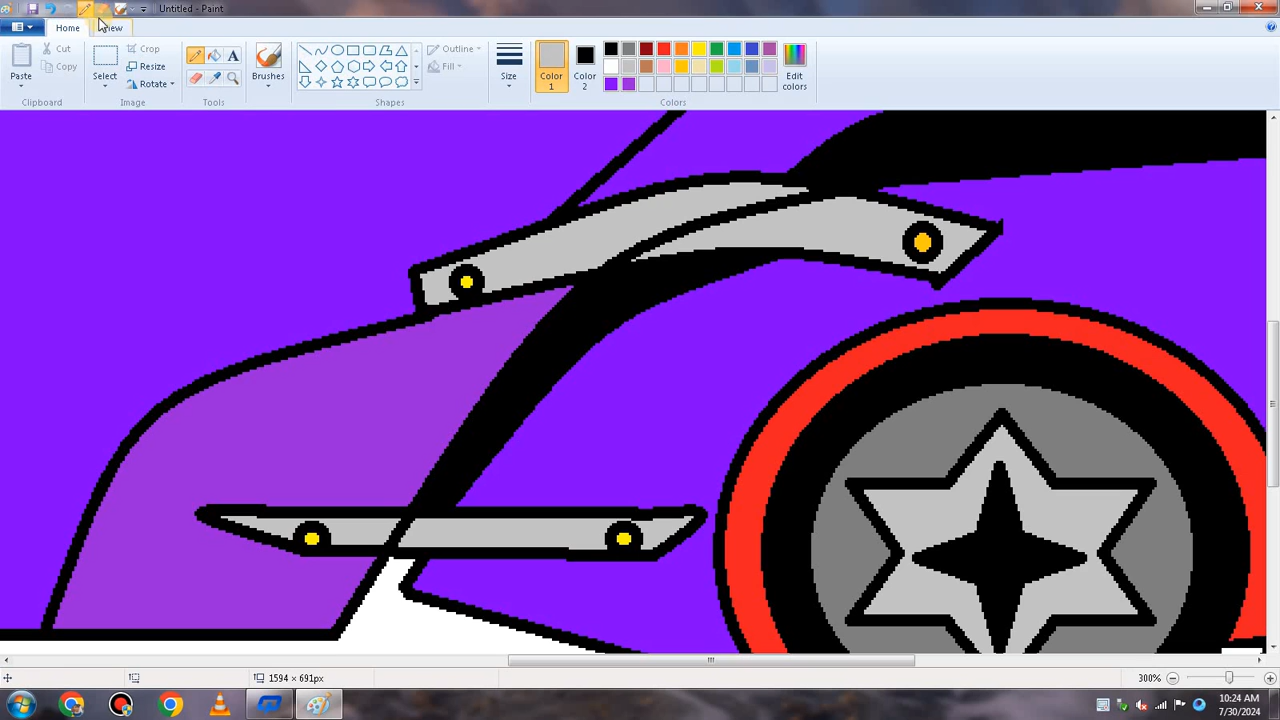 Untitled - Paint
Home
View
Paste
Cut
Copy
Clipboard
Select
Crop
Resize
Rotate
Image
A
Tools
Brushes
Outline
Fill
Shapes
Size
Color
1
Color
2
Edit
colors
Colors
1594 × 691px
300%
10:24 AM
7/30/2024